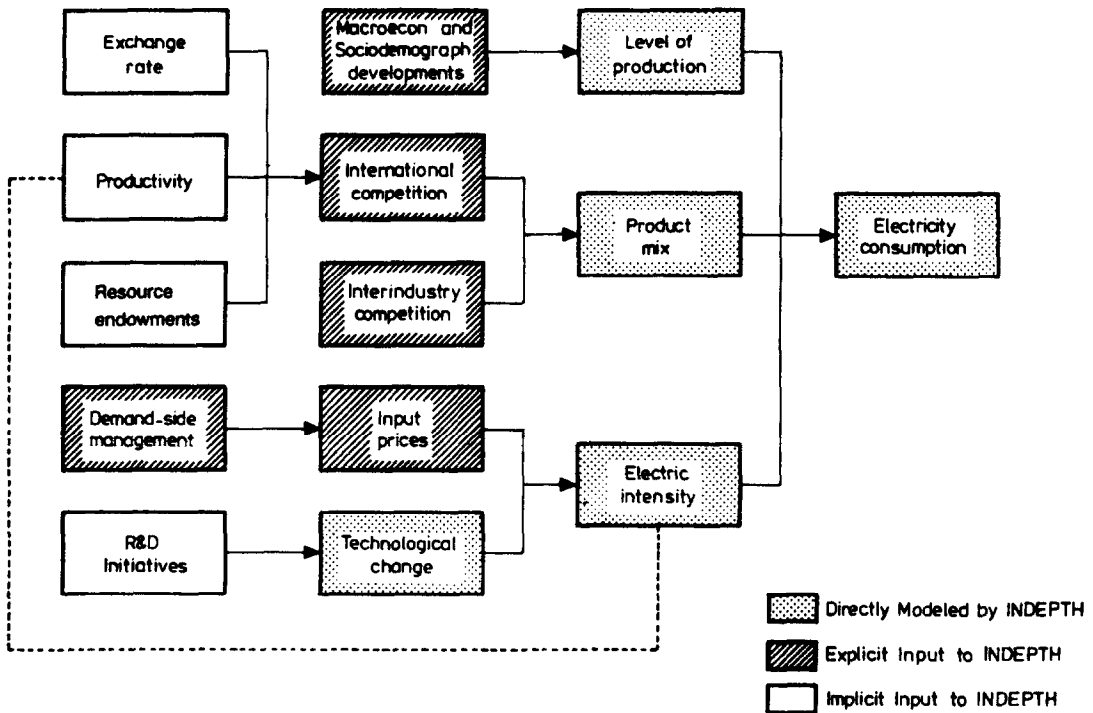 Exchange
rate
Macroecon and
Sociodemograph
developments
Level of
production
Productivity
International
competition
Product
mix
Electricity
consumption
Resource
endowments
Interindustry
competition
Demand-side
management
Input
prices
Electric
intensity
R&D
Initiatives
Technological
change
Directly Modeled by INDEPTH
Explicit Input to INDEPTH
Implicit Input to INDEPTH